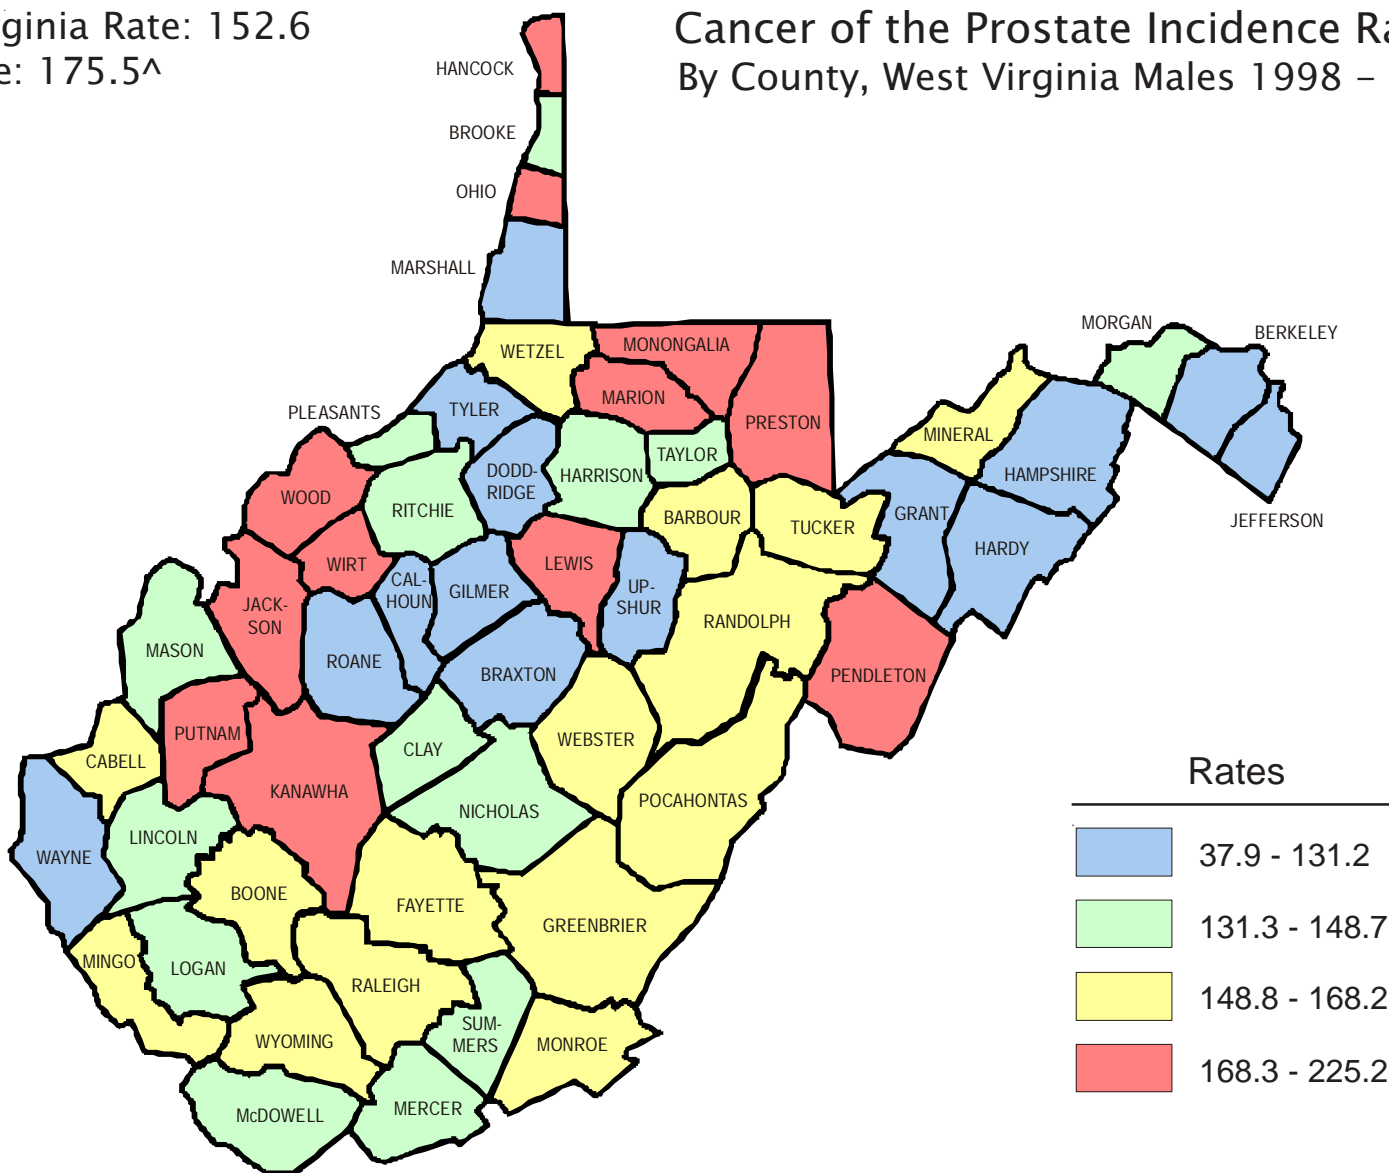 ginia Rate: 152.6
e: 175.5^
Cancer of the Prostate Incidence Ra
By County, West Virginia Males 1998 –
HANCOCK
BROOKE
OHIO
MARSHALL
MORGAN
BERKELEY
WETZEL
MONONGALIA
MARION
PRESTON
PLEASANTS
TYLER
MINERAL
HAMPSHIRE
JEFFERSON
DODD-
RIDGE
HARRISON
TAYLOR
WOOD
RITCHIE
BARBOUR
TUCKER
GRANT
HARDY
WIRT
LEWIS
CAL-
HOUN
GILMER
UP-
SHUR
JACK-
SON
RANDOLPH
MASON
ROANE
BRAXTON
PENDLETON
PUTNAM
CLAY
WEBSTER
CABELL
KANAWHA
NICHOLAS
POCAHONTAS
LINCOLN
WAYNE
BOONE
FAYETTE
GREENBRIER
MINGO
LOGAN
RALEIGH
SUM-
MERS
WYOMING
MONROE
McDOWELL
MERCER
Rates
37.9 - 131.2
131.3 - 148.7
148.8 - 168.2
168.3 - 225.2